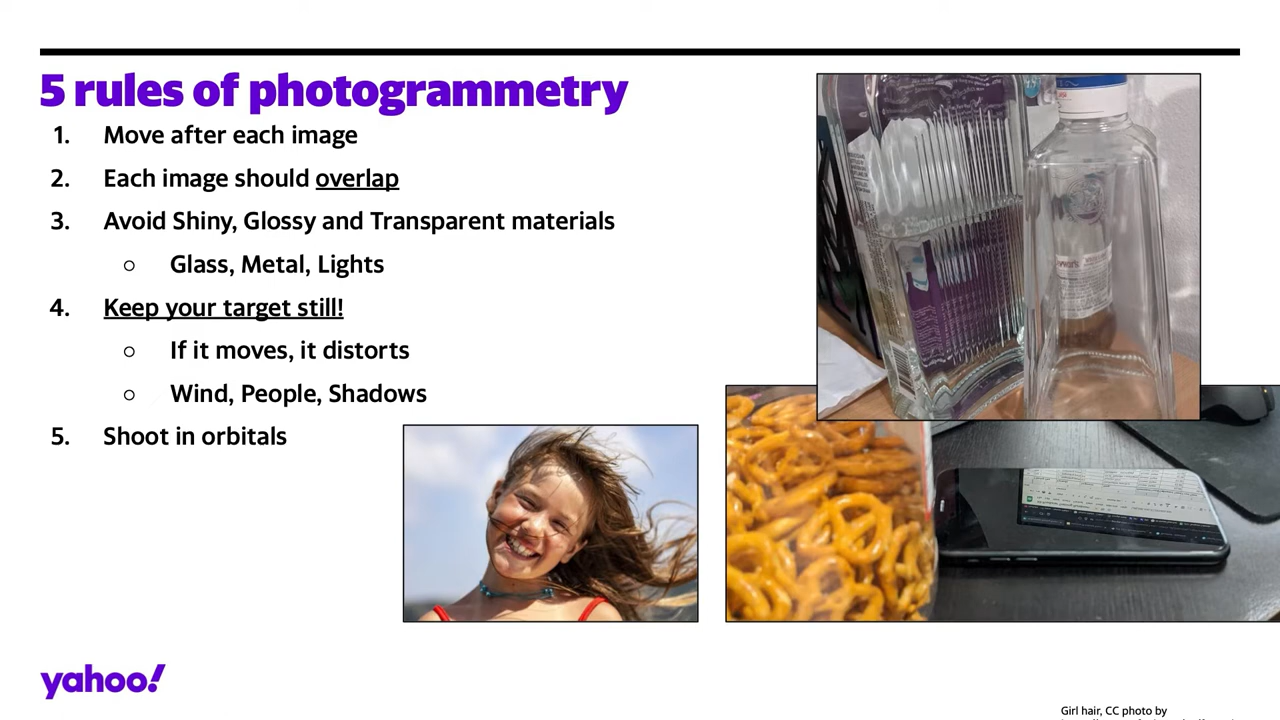 5 rules of photogrammetry
1. Move after each image
2. Each image should overlap
3. Avoid Shiny, Glossy and Transparent materials
○ Glass, Metal, Lights
4. Keep your target still!
○ If it moves, it distorts
○ Wind, People, Shadows
5. Shoot in orbitals
yahoo!
Girl hair, CC photo by